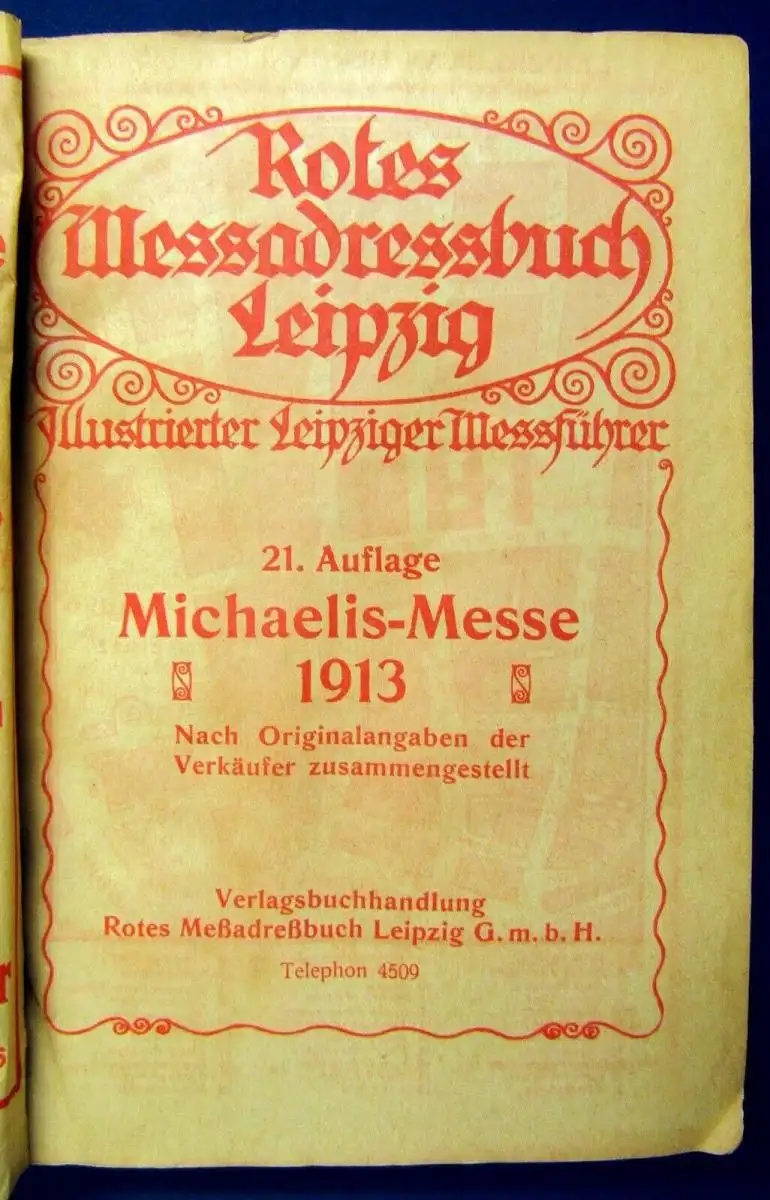 Rotes
Messadressbuch
Leipzig
Illustrierter Leipziger Messführer
21. Auflage
Michaelis-Messe
1913
Nach Originalangaben der
Verkäufer zusammengestellt
Verlagsbuchhandlung
Rotes Meßadreßbuch Leipzig G. m. b. H.
Telephon 4509